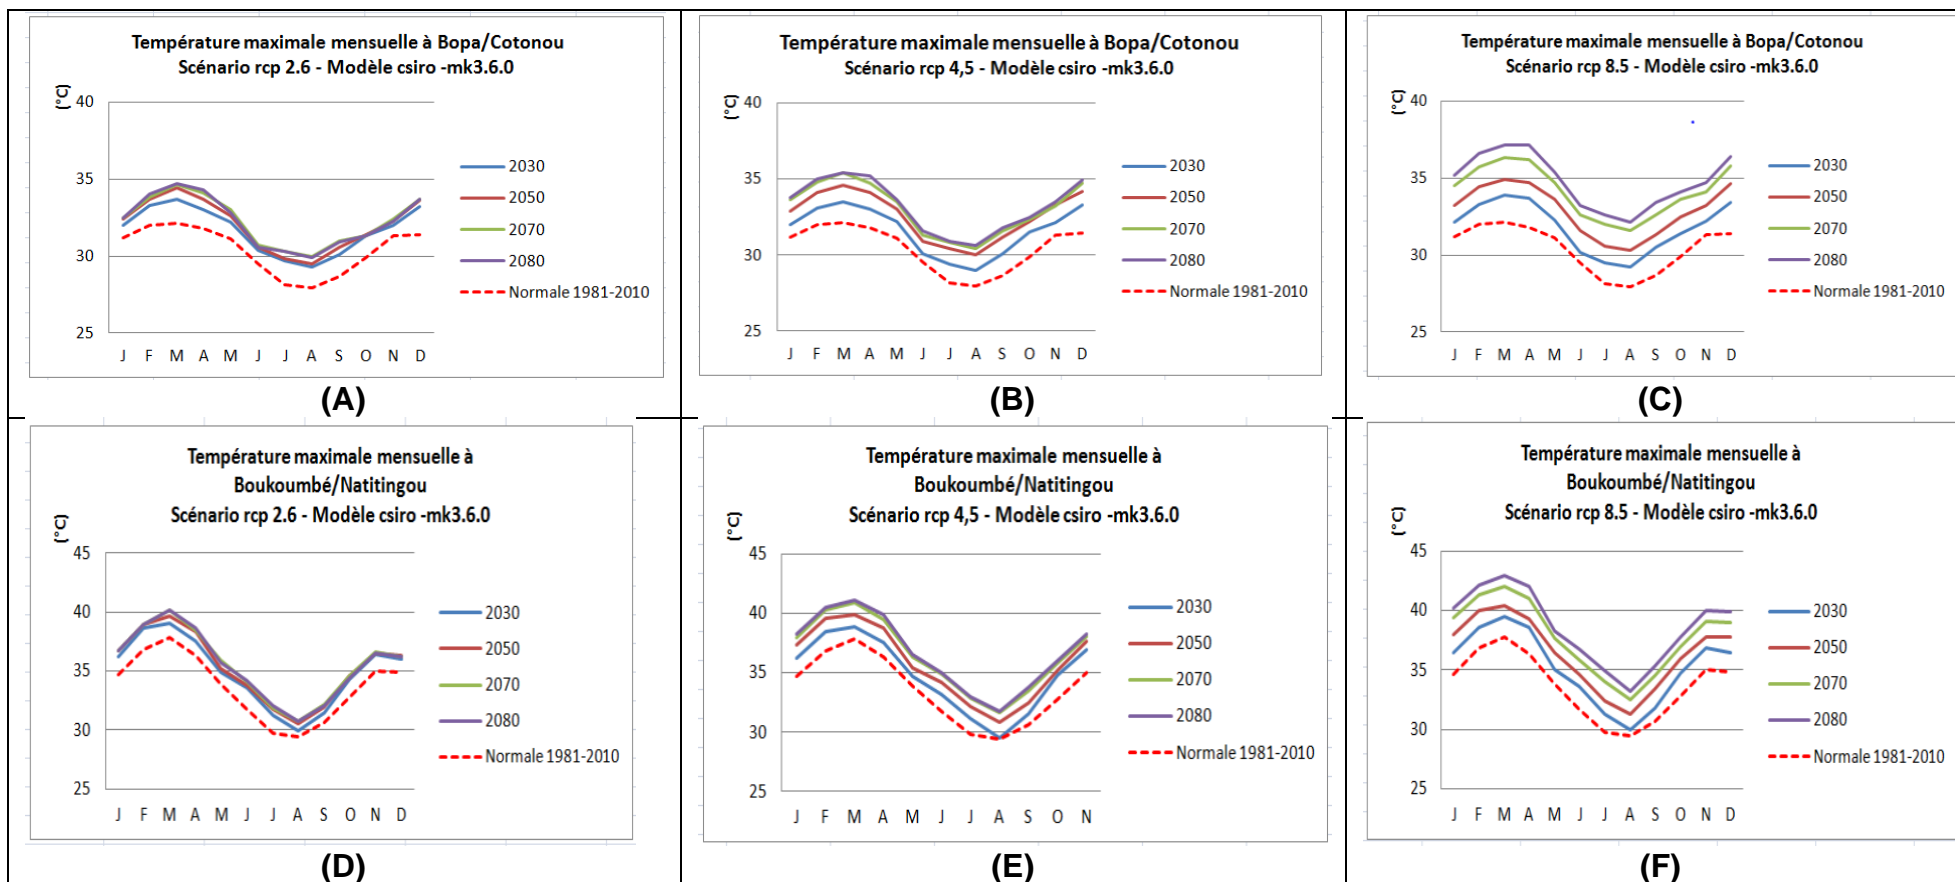 Température maximale mensuelle à Bopa/Cotonou
Scénario rcp 2.6 - Modèle csiro -mk3.6.0
(°C)
40
35
30
25
J F M A M J J A S O N D
2030
2050
2070
2080
Normale 1981-2010
(A)
Température maximale mensuelle à Bopa/Cotonou
Scénario rcp 4,5 - Modèle csiro -mk3.6.0
(°C)
40
35
30
25
J F M A M J J A S O N D
2030
2050
2070
2080
Normale 1981-2010
(B)
Température maximale mensuelle à Bopa/Cotonou
Scénario rcp 8.5 - Modèle csiro -mk3.6.0
(°C)
40
35
30
25
J F M A M J J A S O N D
2030
2050
2070
2080
Normale 1981-2010
(C)
Température maximale mensuelle à
Boukoumbé/Natitingou
Scénario rcp 2.6 - Modèle csiro -mk3.6.0
(°C)
45
40
35
30
25
J F M A M J J A S O N D
2030
2050
2070
2080
Normale 1981-2010
(D)
Température maximale mensuelle à
Boukoumbé/Natitingou
Scénario rcp 4,5 - Modèle csiro -mk3.6.0
(°C)
45
40
35
30
25
J F M A M J J A S O N
2030
2050
2070
2080
Normale 1981-2010
(E)
Température maximale mensuelle à
Boukoumbé/Natitingou
Scénario rcp 8.5 - Modèle csiro -mk3.6.0
(°C)
45
40
35
30
25
J F M A M J J A S O N D
2030
2050
2070
2080
Normale 1981-2010
(F)